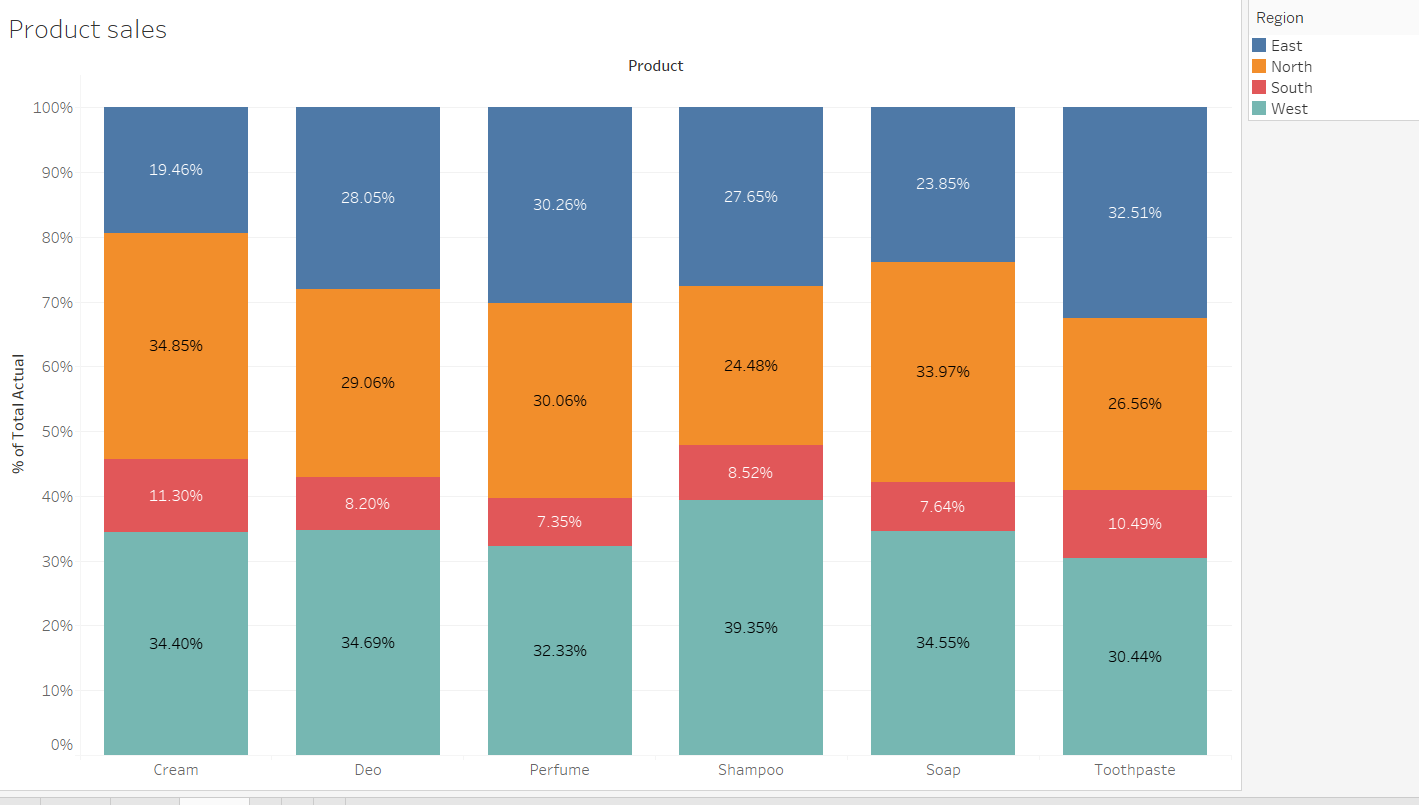 Product sales
Region
East
North
South
West
Product
% of Total Actual
100%
90%
80%
70%
60%
50%
40%
30%
20%
10%
0%
19.46% 28.05% 30.26% 27.65% 23.85% 32.51%
34.85% 29.06% 30.06% 24.48% 33.97% 26.56%
11.30% 8.20% 7.35% 8.52% 7.64% 10.49%
34.40% 34.69% 32.33% 39.35% 34.55% 30.44%
Cream Deo Perfume Shampoo Soap Toothpaste